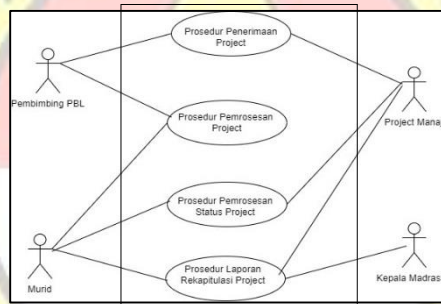 Prosedur Penerimaan
Project
Pembimbing PBL
Prosedur Pemrosesan
Project
Project Manaj
Prosedur Pemrosesan
Status Project
Prosedur Laporan
Rekapitulasi Project
Murid
Kepala Madras